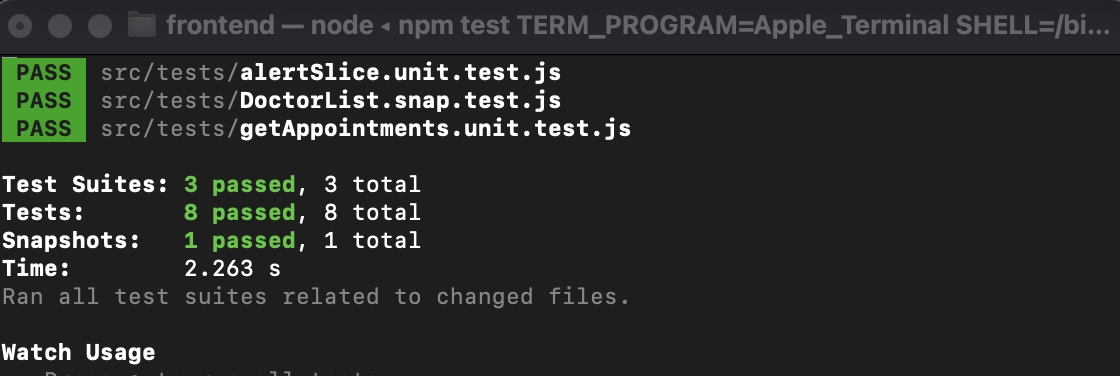 frontend — node ◂ npm test TERM_PROGRAM=Apple_Terminal SHELL=/bi...
PASS src/tests/alertSlice.unit.test.js
PASS src/tests/DoctorList.snap.test.js
PASS src/tests/getAppointments.unit.test.js
Test Suites: 3 passed, 3 total
Tests: 8 passed, 8 total
Snapshots: 1 passed, 1 total
Time: 2.263 s
Ran all test suites related to changed files.
Watch Usage